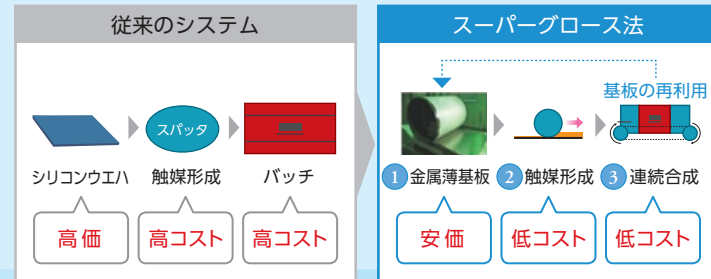 従来のシステム
スパッタ
シリコンウエハ
触媒形成
バッチ
高価
高コスト
高コスト
スーパーグロース法
基板の再利用
1 金属薄基板
2 触媒形成
3 連続合成
安価
低コスト
低コスト